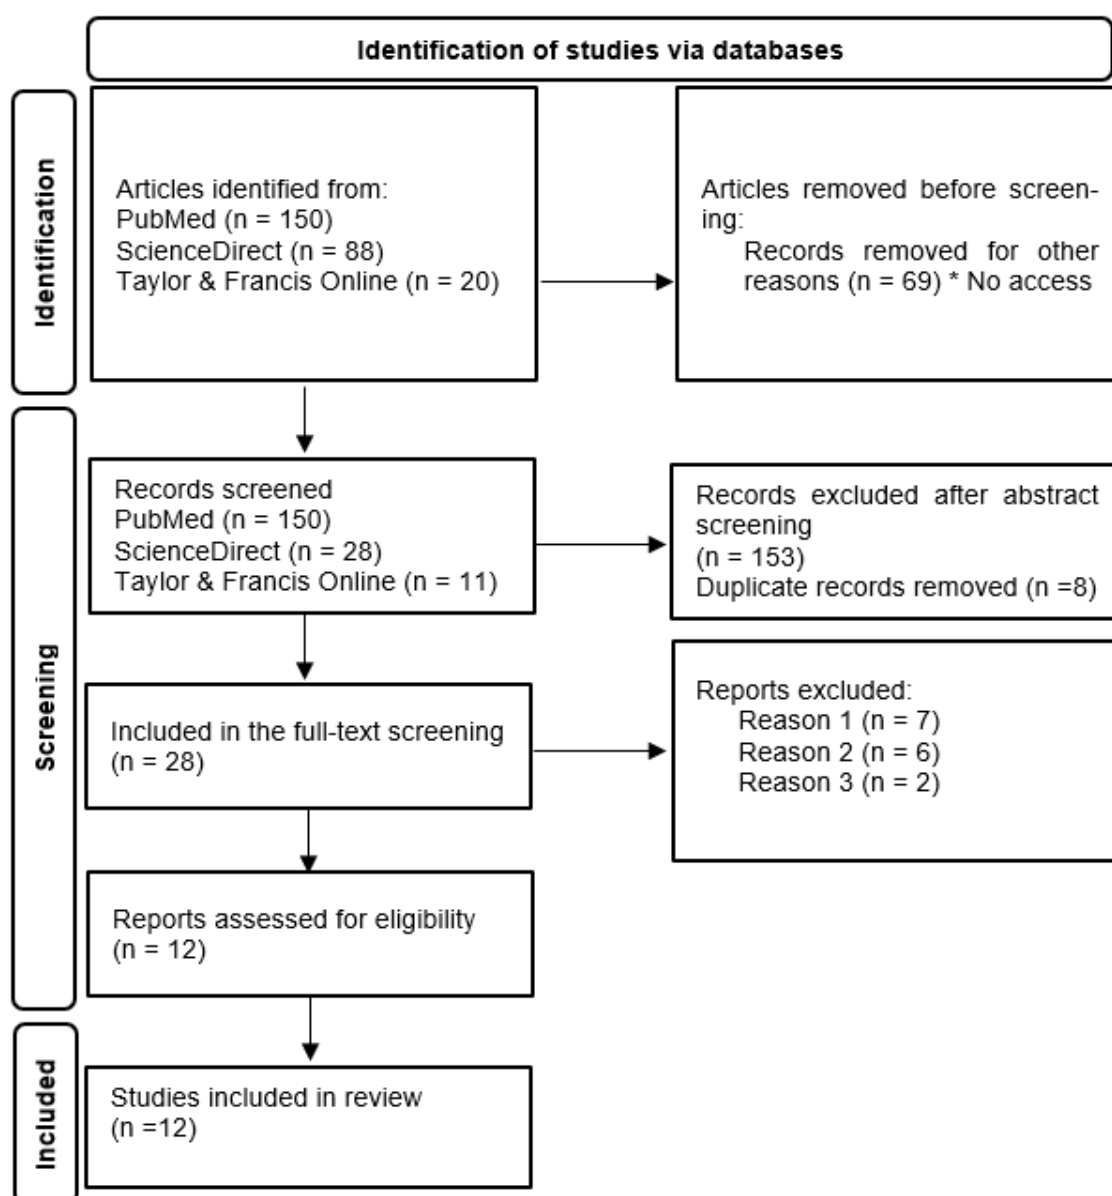 Identification of studies via databases
Identification
Articles identified from:
PubMed (n = 150)
ScienceDirect (n = 88)
Taylor & Francis Online (n = 20)
Articles removed before screen-
ing:
Records removed for other
reasons (n = 69) * No access
Screening
Records screened
PubMed (n = 150)
ScienceDirect (n = 28)
Taylor & Francis Online (n = 11)
Records excluded after abstract
screening
(n = 153)
Duplicate records removed (n =8)
Included in the full-text screening
(n = 28)
Reports excluded:
Reason 1 (n = 7)
Reason 2 (n = 6)
Reason 3 (n = 2)
Reports assessed for eligibility
(n = 12)
Included
Studies included in review
(n =12)